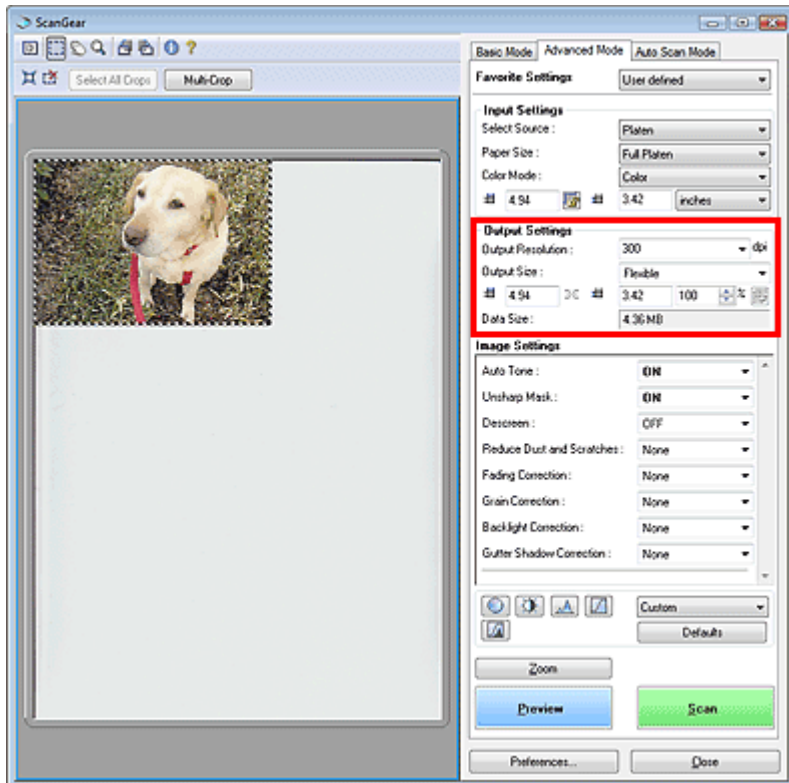 ScanGear
Basic Mode Advanced Mode Auto Scan Mode
Select All Crops Multi-Crop
Favorite Settings User defined
Input Settings
Select Source : Platen
Paper Size : Full Platen
Color Mode : Color
4.94 3.42 inches
Output Settings
Output Resolution : 300 dpi
Output Size : Flexible
4.94 3.42 100 %
Data Size : 4.36 MB
Image Settings
Auto Tone : ON
Unsharp Mask : ON
Descreen : OFF
Reduce Dust and Scratches : None
Fading Correction : None
Grain Correction : None
Backlight Correction : None
Gutter Shadow Correction : None
Custom
Defaults
Zoom
Preview Scan
Preferences... Close